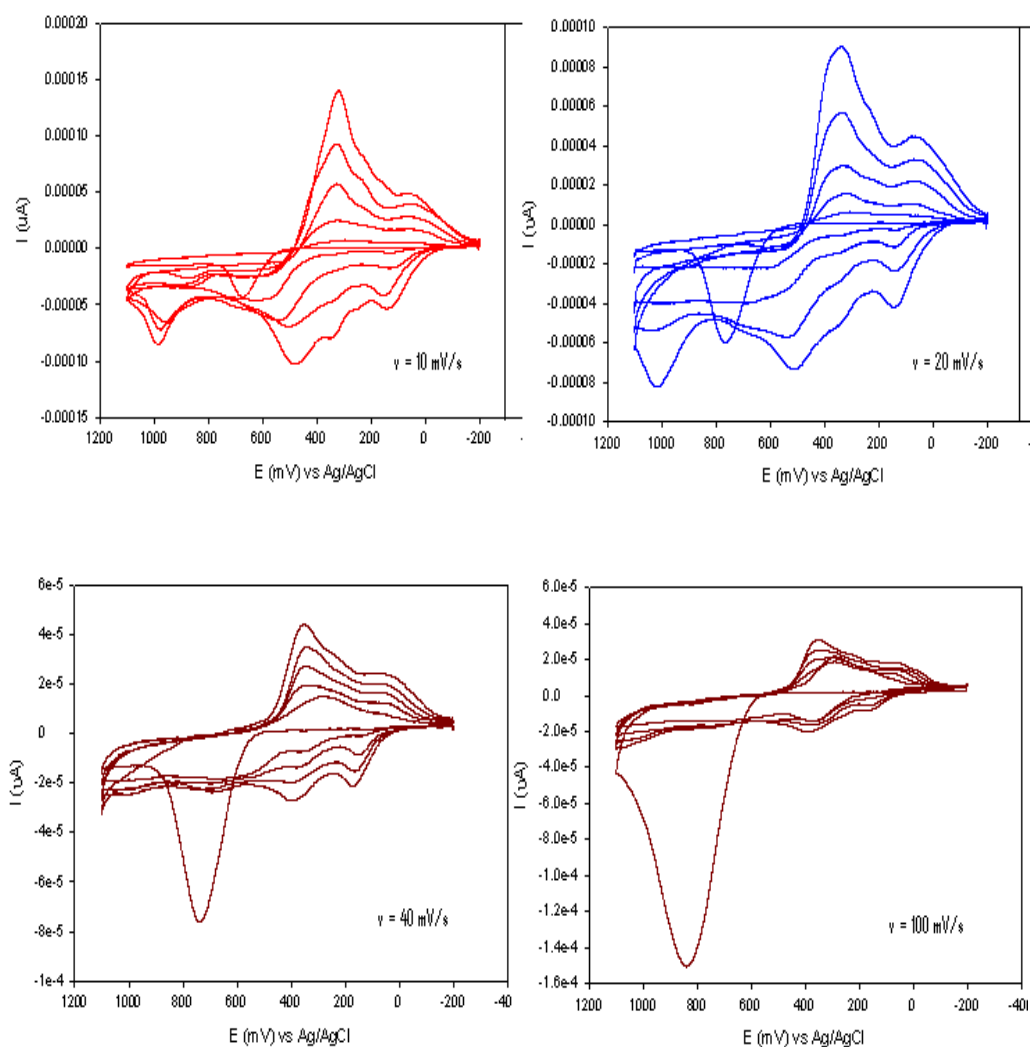 0.00020
0.00015
0.00010
0.00005
0.00000
-0.00005
-0.00010
-0.00015
I (uA)
v = 10 mV/s
1200 1000 800 600 400 200 0 -200
E (mV) vs Ag/AgCl
0.00010
0.00008
0.00006
0.00004
0.00002
0.00000
-0.00002
-0.00004
-0.00006
-0.00008
-0.00010
I (uA)
v = 20 mV/s
1200 1000 800 600 400 200 0 -200
E (mV) vs Ag/AgCl
6e-5
4e-5
2e-5
0
-2e-5
-4e-5
-6e-5
-8e-5
-1e-4
I (uA)
v = 40 mV/s
1200 1000 800 600 400 200 0 -200 -40
E (mV) vs Ag/AgCl
6.0e-5
4.0e-5
2.0e-5
0.0
-2.0e-5
-4.0e-5
-6.0e-5
-8.0e-5
-1.0e-4
-1.2e-4
-1.4e-4
-1.6e-4
I (uA)
v = 100 mV/s
1200 1000 800 600 400 200 0 -200 -400
E (mV) vs Ag/AgCl